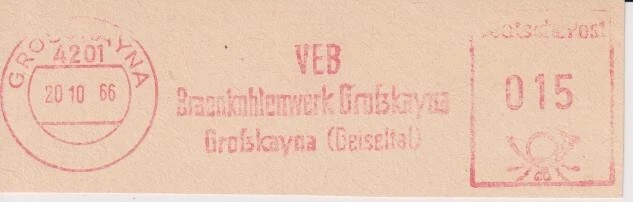 GROSSKAYNA
4201
20 10 66
VEB
Braunkohlenwerk Großkayna
Großkayna (Geiseltal)
Deutsche Post
015